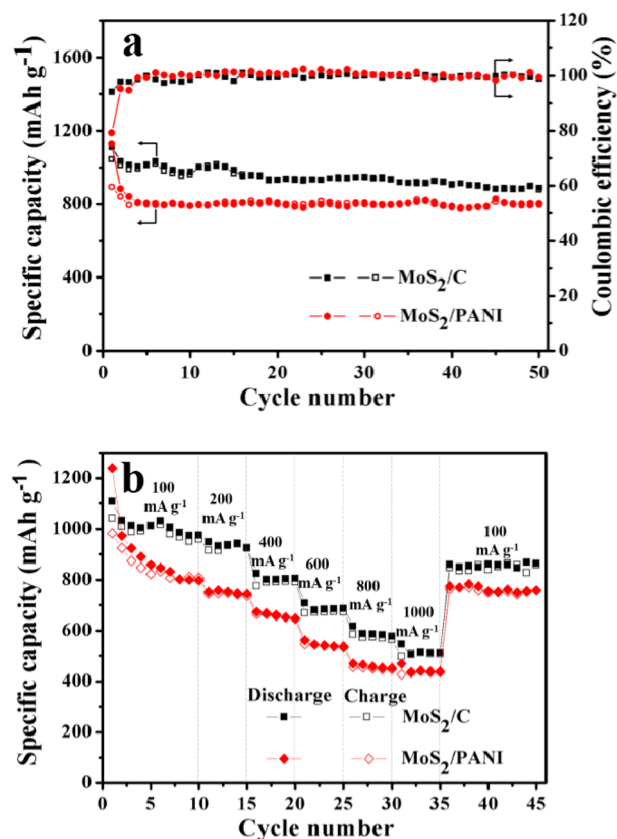 a
Specific capacity (mAh g-1)
1600
1200
800
400
0
120
100
80
60
40
20
0
Coulombic efficiency (%)
MoS2/C
MoS2/PANI
0 10 20 30 40 50
Cycle number
b
Specific capacity (mAh g-1)
1200
1000
800
600
400
200
0
100
mA g-1
200
mA g-1
400
mA g-1
600
mA g-1
800
mA g-1
1000
mA g-1
100
mA g-1
Discharge Charge
MoS2/C
MoS2/PANI
0 5 10 15 20 25 30 35 40 45
Cycle number